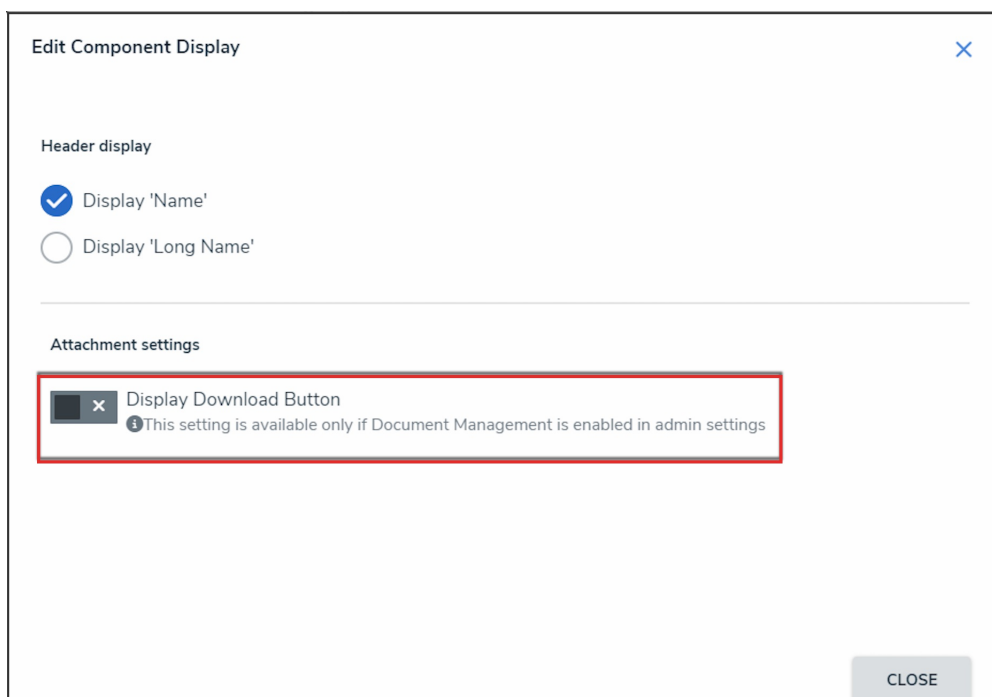 Edit Component Display
Header display
Display 'Name'
Display 'Long Name'
Attachment settings
Display Download Button
This setting is available only if Document Management is enabled in admin settings
CLOSE